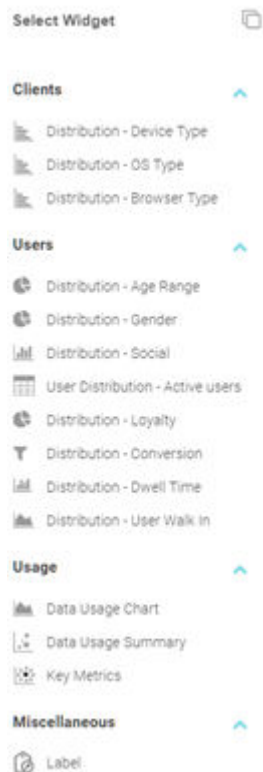 Select Widget
Clients
Distribution - Device Type
Distribution - OS Type
Distribution - Browser Type
Users
Distribution - Age Range
Distribution - Gender
Distribution - Social
User Distribution - Active users
Distribution - Loyalty
Distribution - Conversion
Distribution - Dwell Time
Distribution - User Walk In
Usage
Data Usage Chart
Data Usage Summary
Key Metrics
Miscellaneous
Label